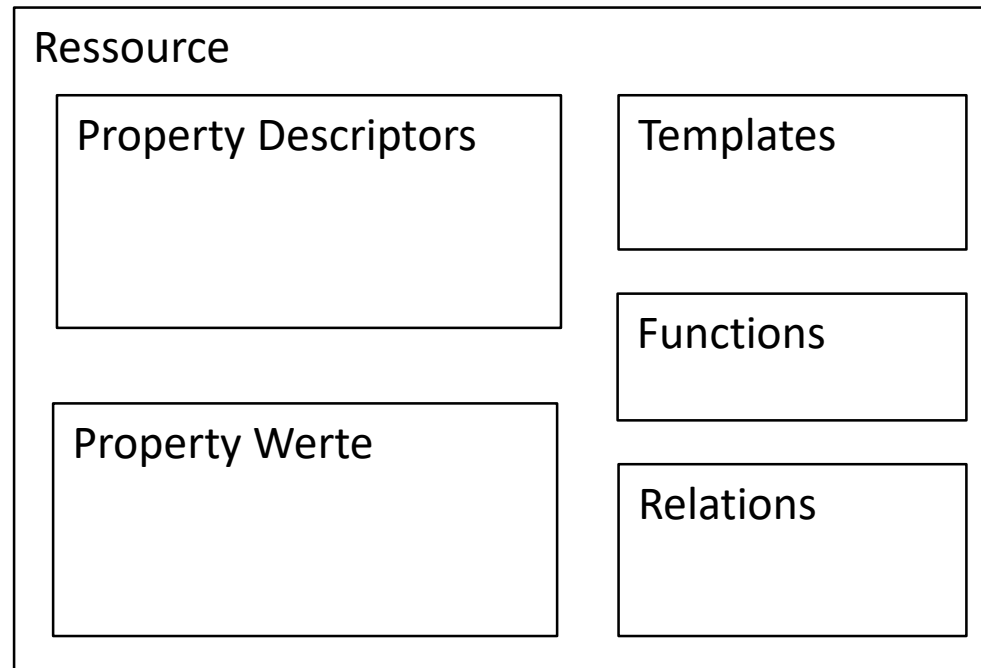 Ressource
Property Descriptors
Property Werte
Templates
Functions
Relations